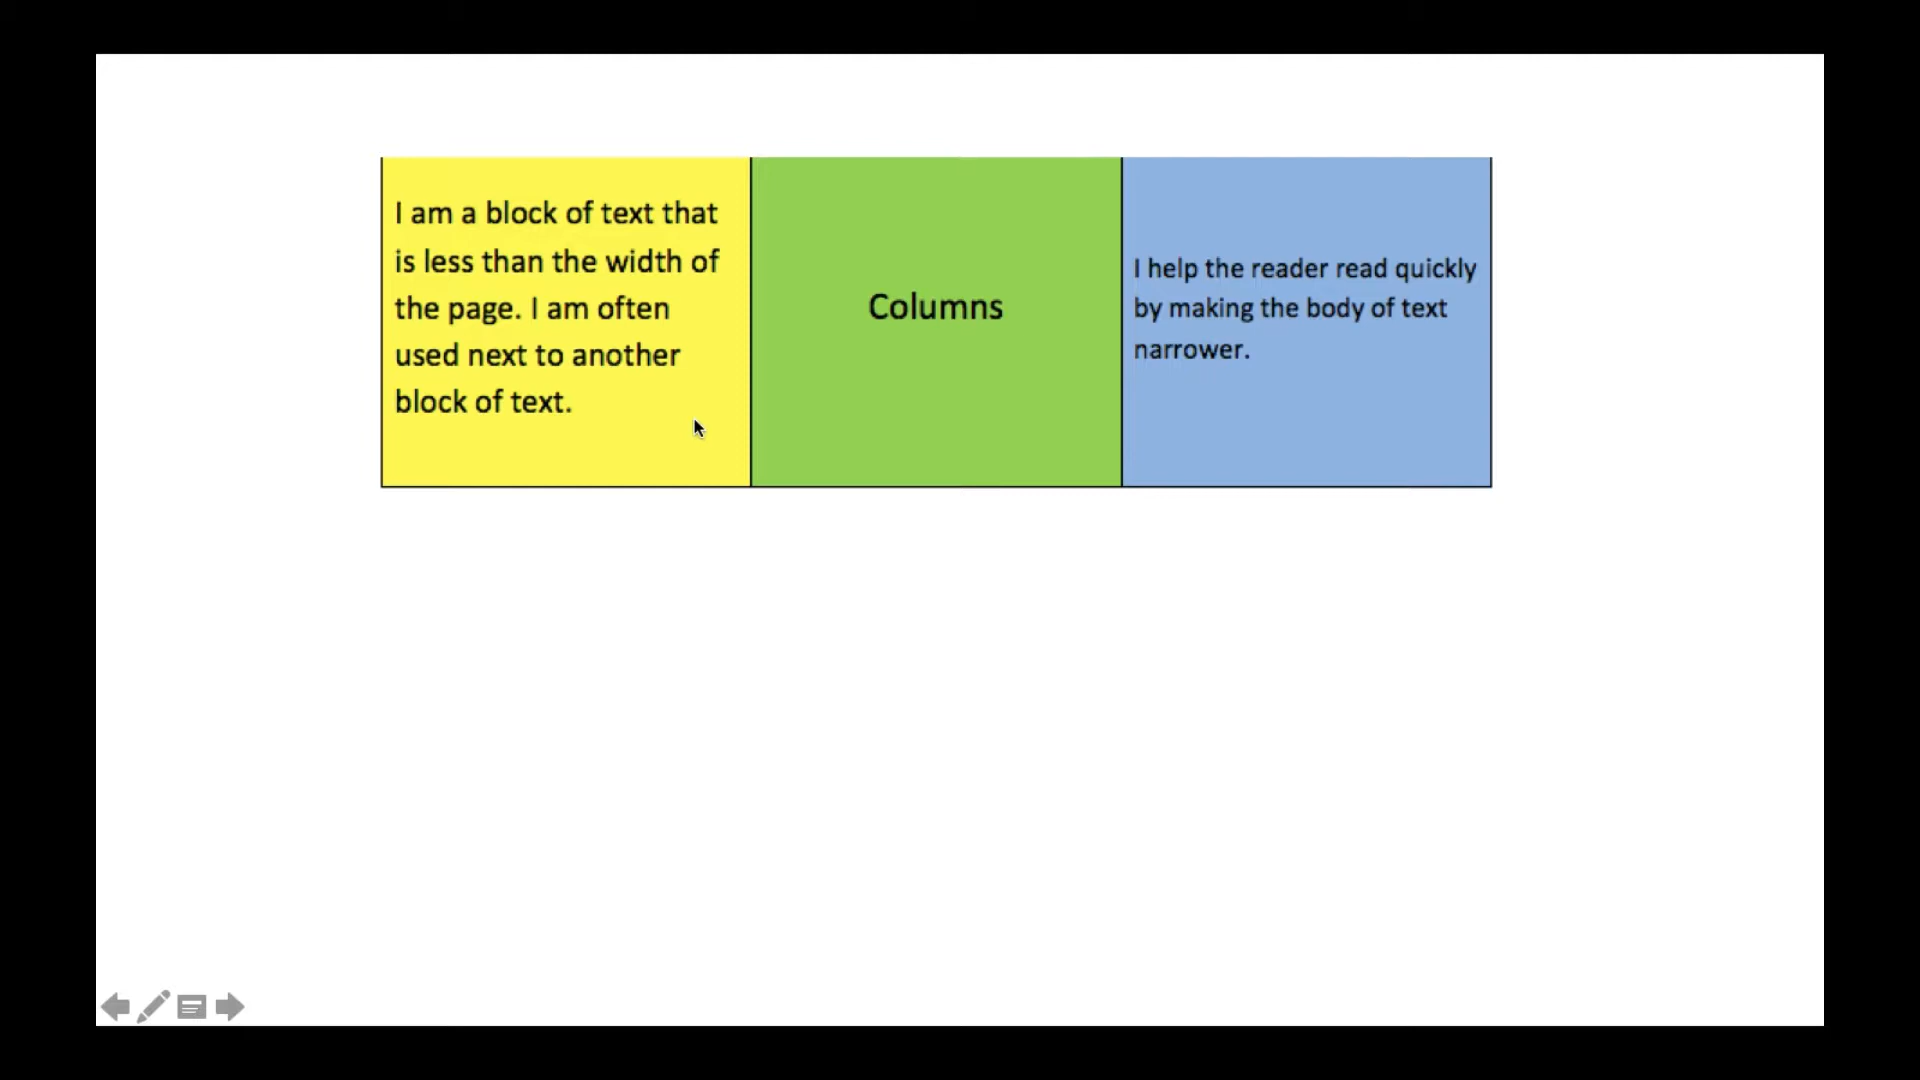 I am a block of text that
is less than the width of
the page. I am often
used next to another
block of text.
Columns
I help the reader read quickly
by making the body of text
narrower.